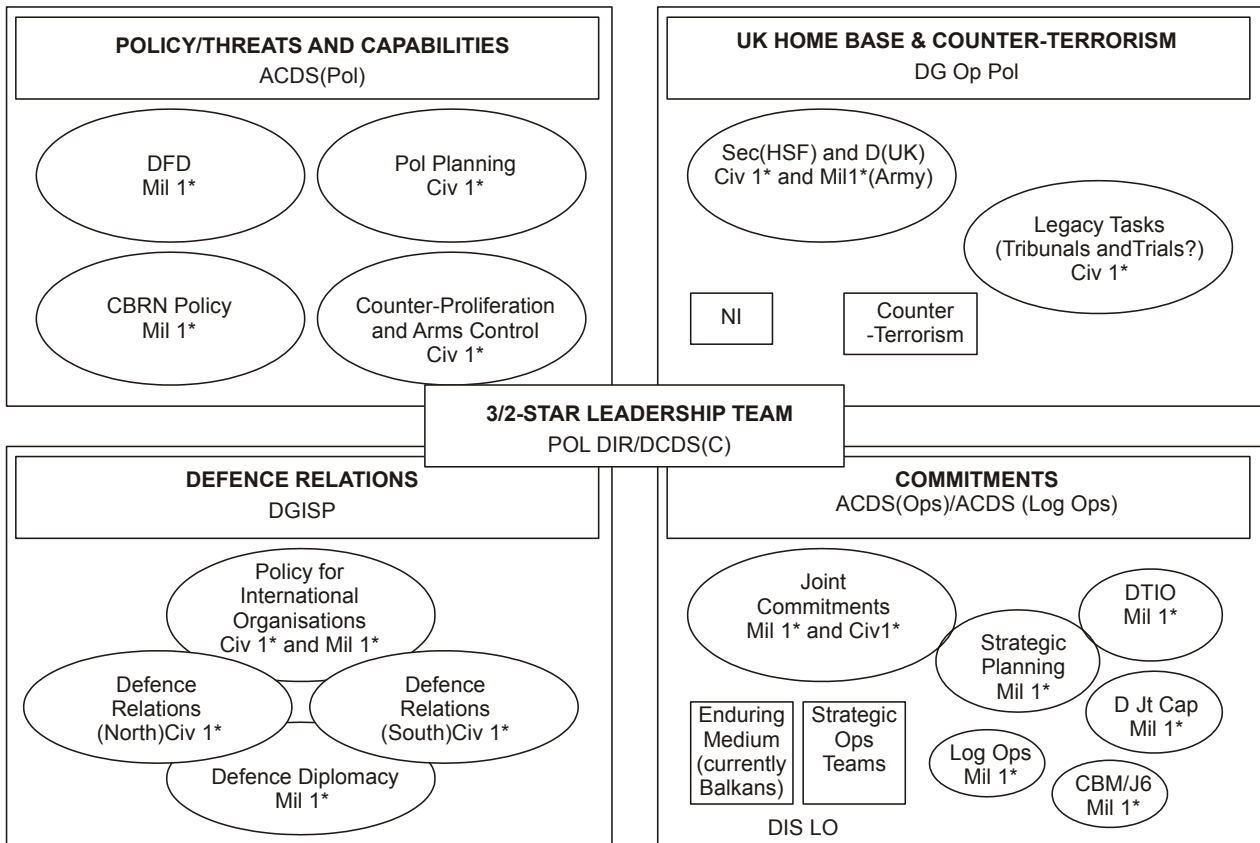 POLICY/THREATS AND CAPABILITIES
ACDS(Pol)
DFD
Mil 1*
Pol Planning
Civ 1*
CBRN Policy
Mil 1*
Counter-Proliferation
and Arms Control
Civ 1*
UK HOME BASE & COUNTER-TERRORISM
DG Op Pol
Sec(HSF) and D(UK)
Civ 1* and Mil1*(Army)
Legacy Tasks
(Tribunals andTrials?)
Civ 1*
NI
Counter
-Terrorism
3/2-STAR LEADERSHIP TEAM
POL DIR/DCDS(C)
DEFENCE RELATIONS
DGISP
Policy for
International
Organisations
Civ 1* and Mil 1*
Defence
Relations
(North)Civ 1*
Defence
Relations
(South)Civ 1*
Defence Diplomacy
Mil 1*
COMMITMENTS
ACDS(Ops)/ACDS (Log Ops)
Joint
Commitments
Mil 1* and Civ1*
Strategic
Planning
Mil 1*
DTIO
Mil 1*
D Jt Cap
Mil 1*
Enduring
Medium
(currently
Balkans)
Strategic
Ops
Teams
Log Ops
Mil 1*
CBM/J6
Mil 1*
DIS LO